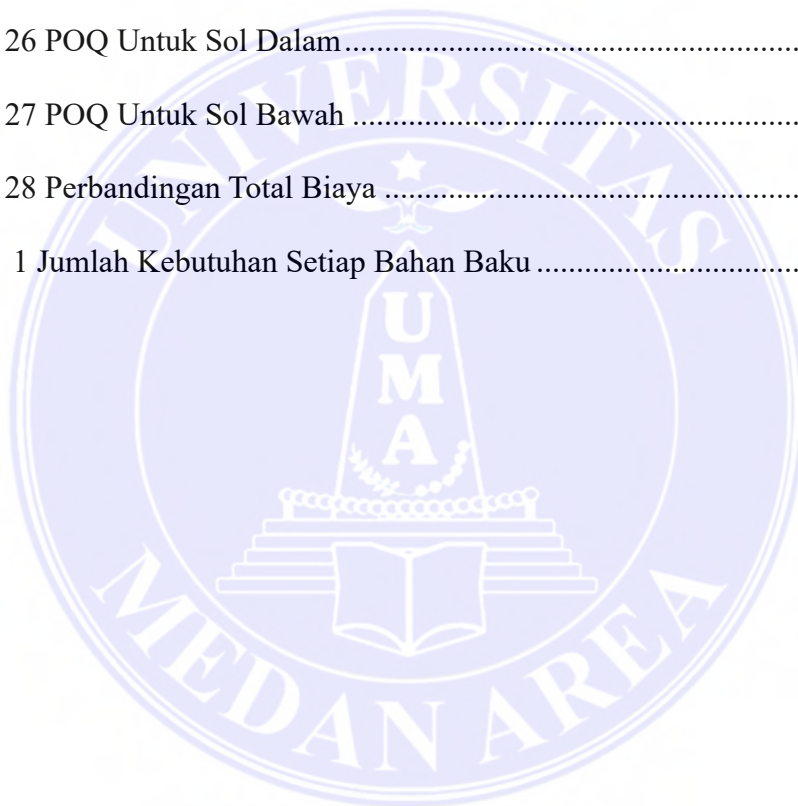 26 POQ Untuk Sol Dalam..........................................................
27 POQ Untuk Sol Bawah ........................................................
28 Perbandingan Total Biaya ....................................................
1 Jumlah Kebutuhan Setiap Bahan Baku .................................
UNIVERSITAS
UMA
MEDAN AREA